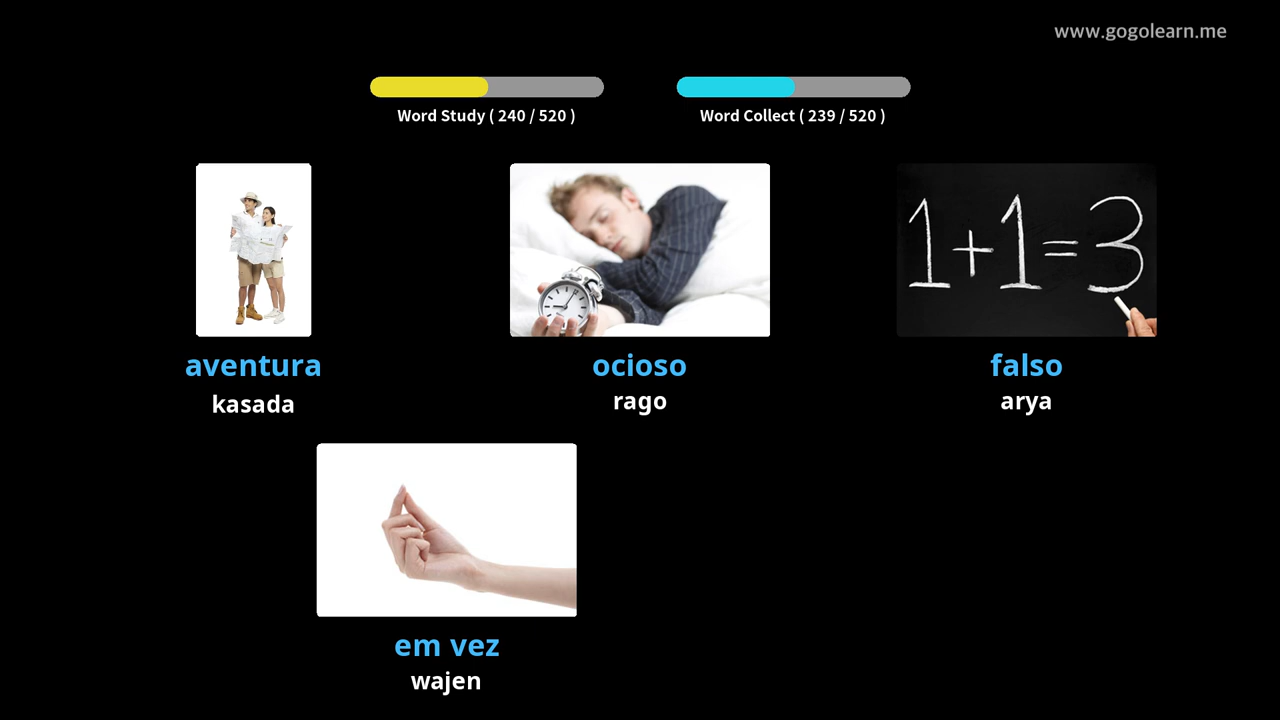 www.gogolearn.me
Word Study ( 240 / 520 )
Word Collect ( 239 / 520 )
1+1=3
aventura
kasada
ocioso
rago
falso
arya
em vez
wajen